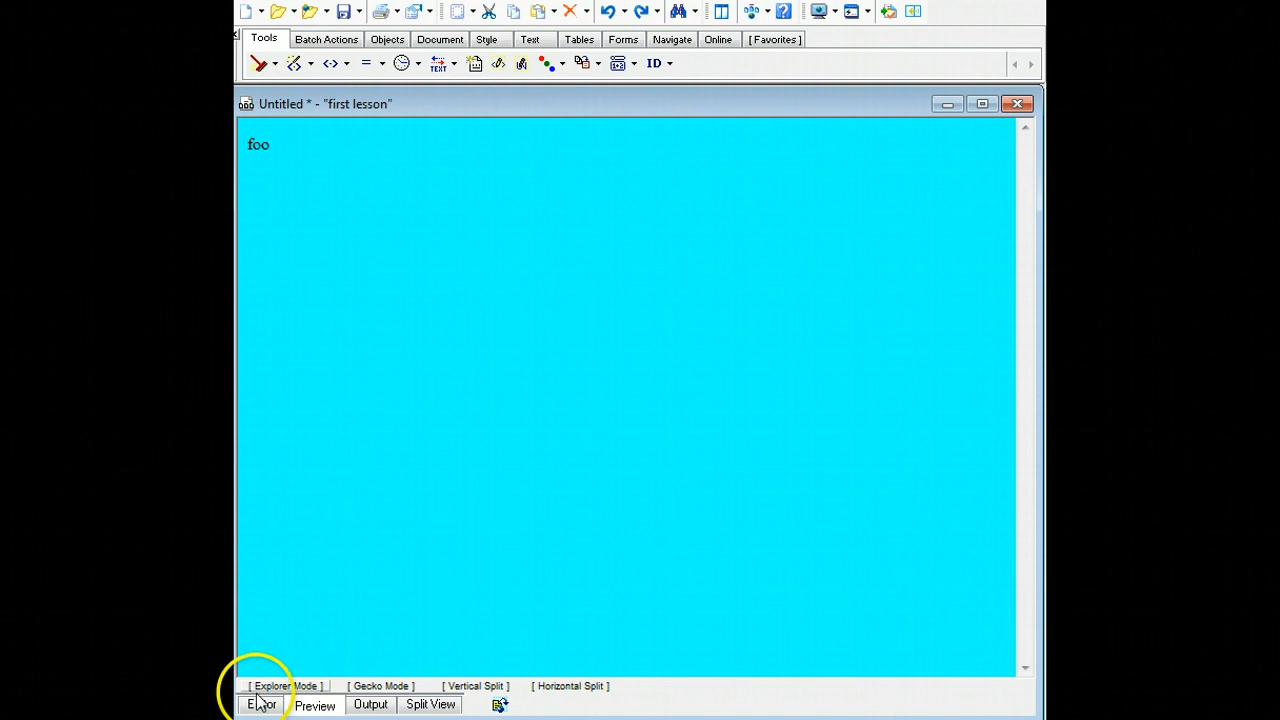 Tools Batch Actions Objects Document Style Text Tables Forms Navigate Online [ Favorites ]
ID
Untitled * - "first lesson"
foo
[ Explorer Mode ] [ Gecko Mode ] [ Vertical Split ] [ Horizontal Split ]
Preview Output Split View